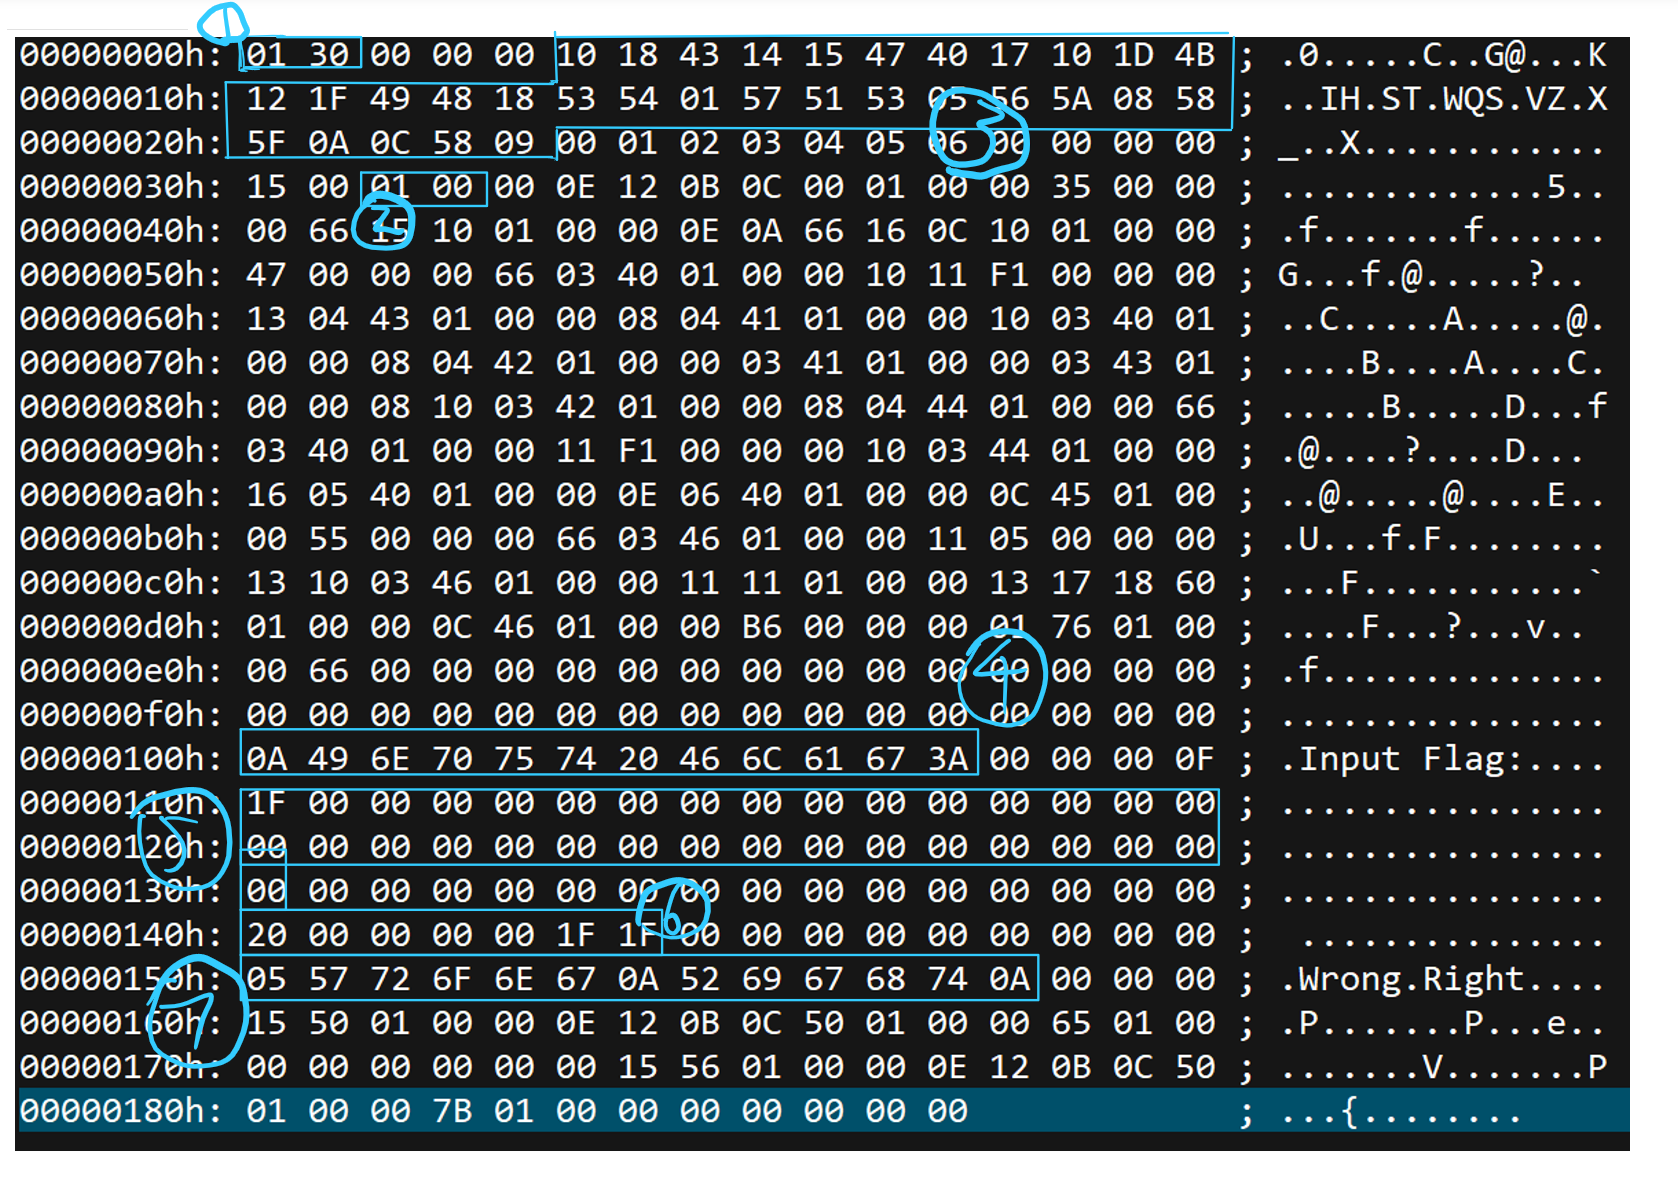 1
00000000h: 01 30 00 00 00 10 18 43 14 15 47 40 17 10 1D 4B ; .0.....C..G@...K
00000010h: 12 1F 49 48 18 53 54 01 57 51 53 05 56 5A 08 58 ; ..IH.ST.WQS.VZ.X
00000020h: 5F 0A 0C 58 09 00 01 02 03 04 05 06 00 00 00 00 ; _..X............
3
00000030h: 15 00 01 00 00 0E 12 0B 0C 00 01 00 00 35 00 00 ; .............5..
00000040h: 00 66 15 10 01 00 00 0E 0A 66 16 0C 10 01 00 00 ; .f.......f......
2
00000050h: 47 00 00 00 66 03 40 01 00 00 10 11 F1 00 00 00 ; G...f.@.....?..
00000060h: 13 04 43 01 00 00 08 04 41 01 00 00 10 03 40 01 ; ..C.....A.....@.
00000070h: 00 00 08 04 42 01 00 00 03 41 01 00 00 03 43 01 ; ....B....A....C.
00000080h: 00 00 08 10 03 42 01 00 00 08 04 44 01 00 00 66 ; .....B.....D...f
00000090h: 03 40 01 00 00 11 F1 00 00 00 10 03 44 01 00 00 ; .@....?....D...
000000a0h: 16 05 40 01 00 00 0E 06 40 01 00 00 0C 45 01 00 ; ..@.....@....E..
000000b0h: 00 55 00 00 00 66 03 46 01 00 00 11 05 00 00 00 ; .U...f.F........
000000c0h: 13 10 03 46 01 00 00 11 11 01 00 00 13 17 18 60 ; ...F...........`
000000d0h: 01 00 00 0C 46 01 00 00 B6 00 00 00 01 76 01 00 ; ....F...?...v..
000000e0h: 00 66 00 00 00 00 00 00 00 00 00 00 00 00 00 00 ; .f..............
4
000000f0h: 00 00 00 00 00 00 00 00 00 00 00 00 00 00 00 00 ; ................
00000100h: 0A 49 6E 70 75 74 20 46 6C 61 67 3A 00 00 00 0F ; .Input Flag:....
00000110h: 1F 00 00 00 00 00 00 00 00 00 00 00 00 00 00 00 ; ................
5
00000120h: 00 00 00 00 00 00 00 00 00 00 00 00 00 00 00 00 ; ................
00000130h: 00 00 00 00 00 00 00 00 00 00 00 00 00 00 00 00 ; ................
6
00000140h: 20 00 00 00 00 1F 1F 00 00 00 00 00 00 00 00 00 ;  ...............
00000150h: 05 57 72 6F 6E 67 0A 52 69 67 68 74 0A 00 00 00 ; .Wrong.Right....
7
00000160h: 15 50 01 00 00 0E 12 0B 0C 50 01 00 00 65 01 00 ; .P.......P...e..
00000170h: 00 00 00 00 00 00 15 56 01 00 00 0E 12 0B 0C 50 ; .......V.......P
00000180h: 01 00 00 7B 01 00 00 00 00 00 00 00 ; ...{........